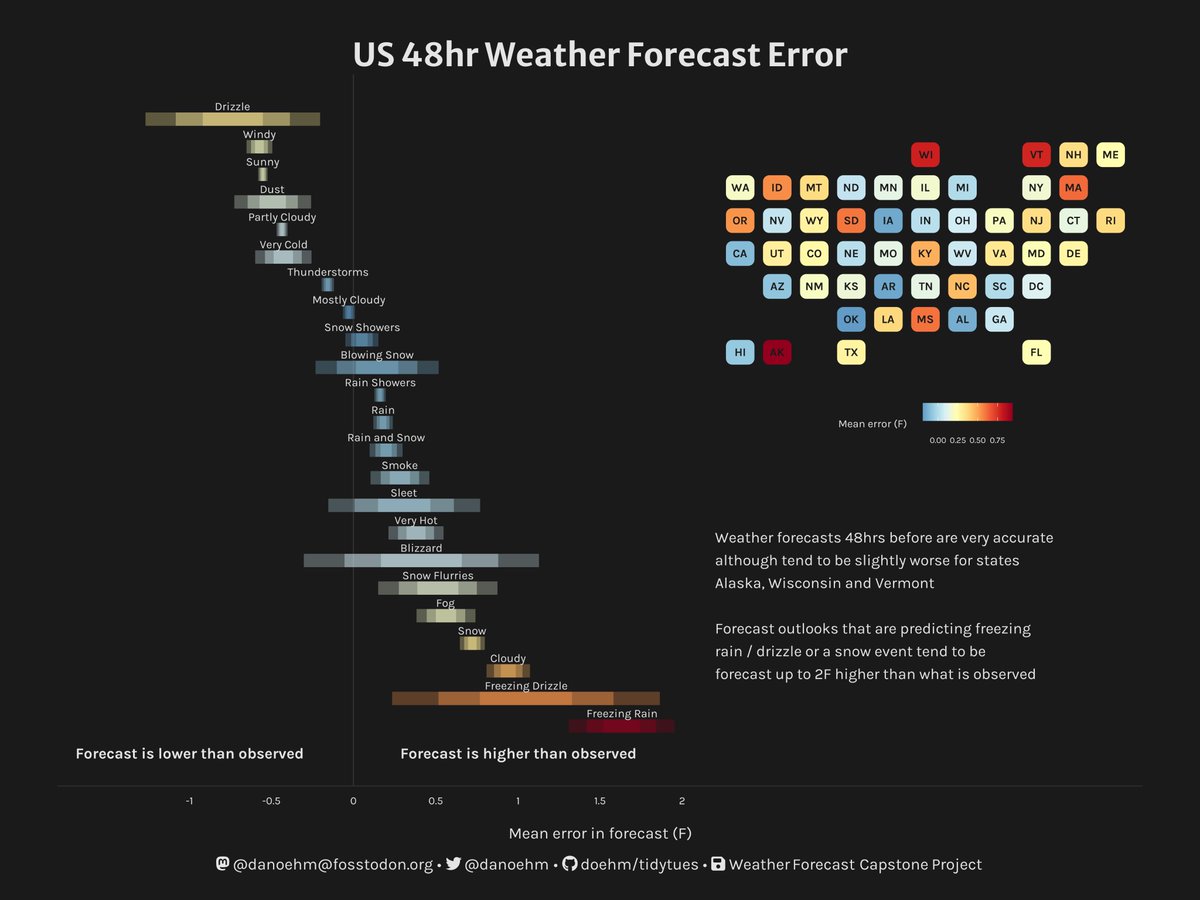 US 48hr Weather Forecast Error
Drizzle
Windy
Sunny
Dust
Partly Cloudy
Very Cold
Thunderstorms
Mostly Cloudy
Snow Showers
Blowing Snow
Rain Showers
Rain
Rain and Snow
Smoke
Sleet
Very Hot
Blizzard
Snow Flurries
Fog
Snow
Cloudy
Freezing Drizzle
Freezing Rain
Forecast is lower than observed
Forecast is higher than observed
-1 -0.5 0 0.5 1 1.5 2
Mean error in forecast (F)
WI VT NH ME
WA ID MT ND MN IL MI NY MA
OR NV WY SD IA IN OH PA NJ CT RI
CA UT CO NE MO KY WV VA MD DE
AZ NM KS AR TN NC SC DC
OK LA MS AL GA
HI AK TX FL
Mean error (F)
0.00 0.25 0.50 0.75
Weather forecasts 48hrs before are very accurate
although tend to be slightly worse for states
Alaska, Wisconsin and Vermont
Forecast outlooks that are predicting freezing
rain / drizzle or a snow event tend to be
forecast up to 2F higher than what is observed
@danoehm@fosstodon.org • @danoehm • doehm/tidytues • Weather Forecast Capstone Project